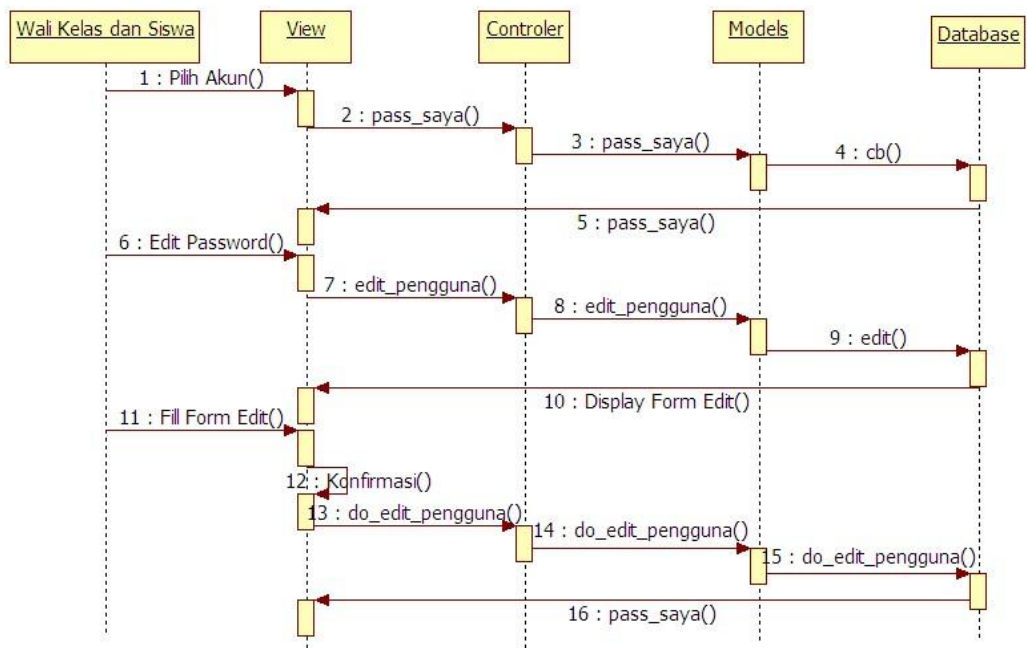 Wali Kelas dan Siswa
View
Controler
Models
Database
1 : Pilih Akun()
2 : pass_saya()
3 : pass_saya()
4 : cb()
5 : pass_saya()
6 : Edit Password()
7 : edit_pengguna()
8 : edit_pengguna()
9 : edit()
10 : Display Form Edit()
11 : Fill Form Edit()
12 : Konfirmasi()
13 : do_edit_pengguna()
14 : do_edit_pengguna()
15 : do_edit_pengguna()
16 : pass_saya()